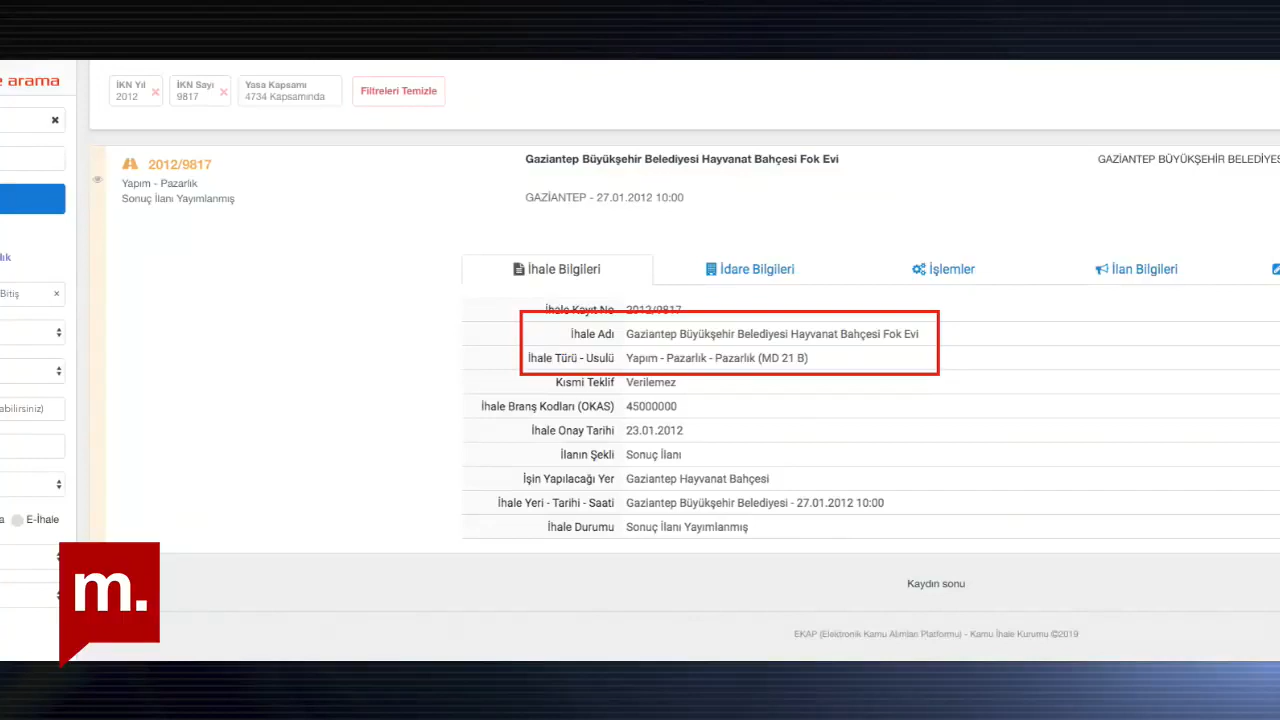 e arama
İKN Yıl
2012
İKN Sayı
9817
Yasa Kapsamı
4734 Kapsamında
Filtreleri Temizle
2012/9817
Yapım - Pazarlık
Sonuç İlanı Yayımlanmış
Gaziantep Büyükşehir Belediyesi Hayvanat Bahçesi Fok Evi
GAZİANTEP - 27.01.2012 10:00
GAZİANTEP BÜYÜKŞEHİR BELEDİYES
lık
Bitiş
abilirsiniz)
a
E-İhale
İhale Bilgileri
İdare Bilgileri
İşlemler
İlan Bilgileri
İhale Kayıt No 2012/9817
İhale Adı Gaziantep Büyükşehir Belediyesi Hayvanat Bahçesi Fok Evi
İhale Türü - Usulü Yapım - Pazarlık - Pazarlık (MD 21 B)
Kısmi Teklif Verilemez
İhale Branş Kodları (OKAS) 45000000
İhale Onay Tarihi 23.01.2012
İlanın Şekli Sonuç İlanı
İşin Yapılacağı Yer Gaziantep Hayvanat Bahçesi
İhale Yeri - Tarihi - Saati Gaziantep Büyükşehir Belediyesi - 27.01.2012 10:00
İhale Durumu Sonuç İlanı Yayımlanmış
Kaydın sonu
EKAP (Elektronik Kamu Alımları Platformu) - Kamu İhale Kurumu ©2019
m.